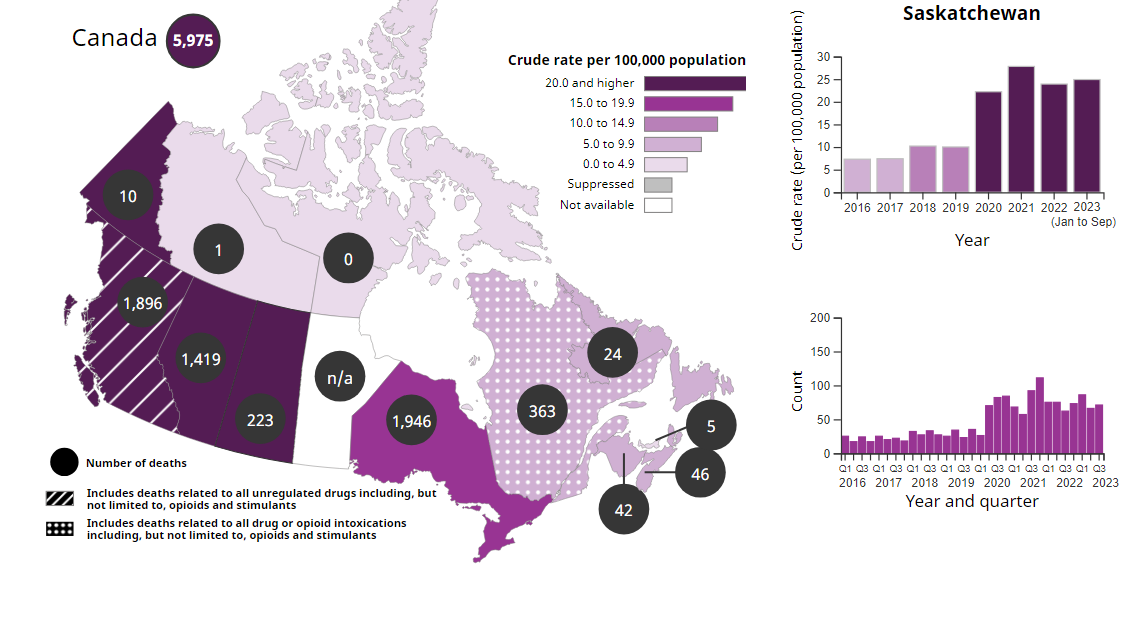 Canada 5,975
Crude rate per 100,000 population
20.0 and higher
15.0 to 19.9
10.0 to 14.9
5.0 to 9.9
0.0 to 4.9
Suppressed
Not available
10
1
0
1,896
1,419
223
n/a
1,946
363
24
5
46
42
Number of deaths
Includes deaths related to all unregulated drugs including, but
not limited to, opioids and stimulants
Includes deaths related to all drug or opioid intoxications
including, but not limited to, opioids and stimulants
Saskatchewan
Crude rate (per 100,000 population)
30
25
20
15
10
5
0
2016 2017 2018 2019 2020 2021 2022 2023
(Jan to Sep)
Year
Count
200
150
100
50
0
Q1 Q3 Q1 Q3 Q1 Q3 Q1 Q3 Q1 Q3 Q1 Q3 Q1 Q3 Q1 Q3
2016 2017 2018 2019 2020 2021 2022 2023
Year and quarter